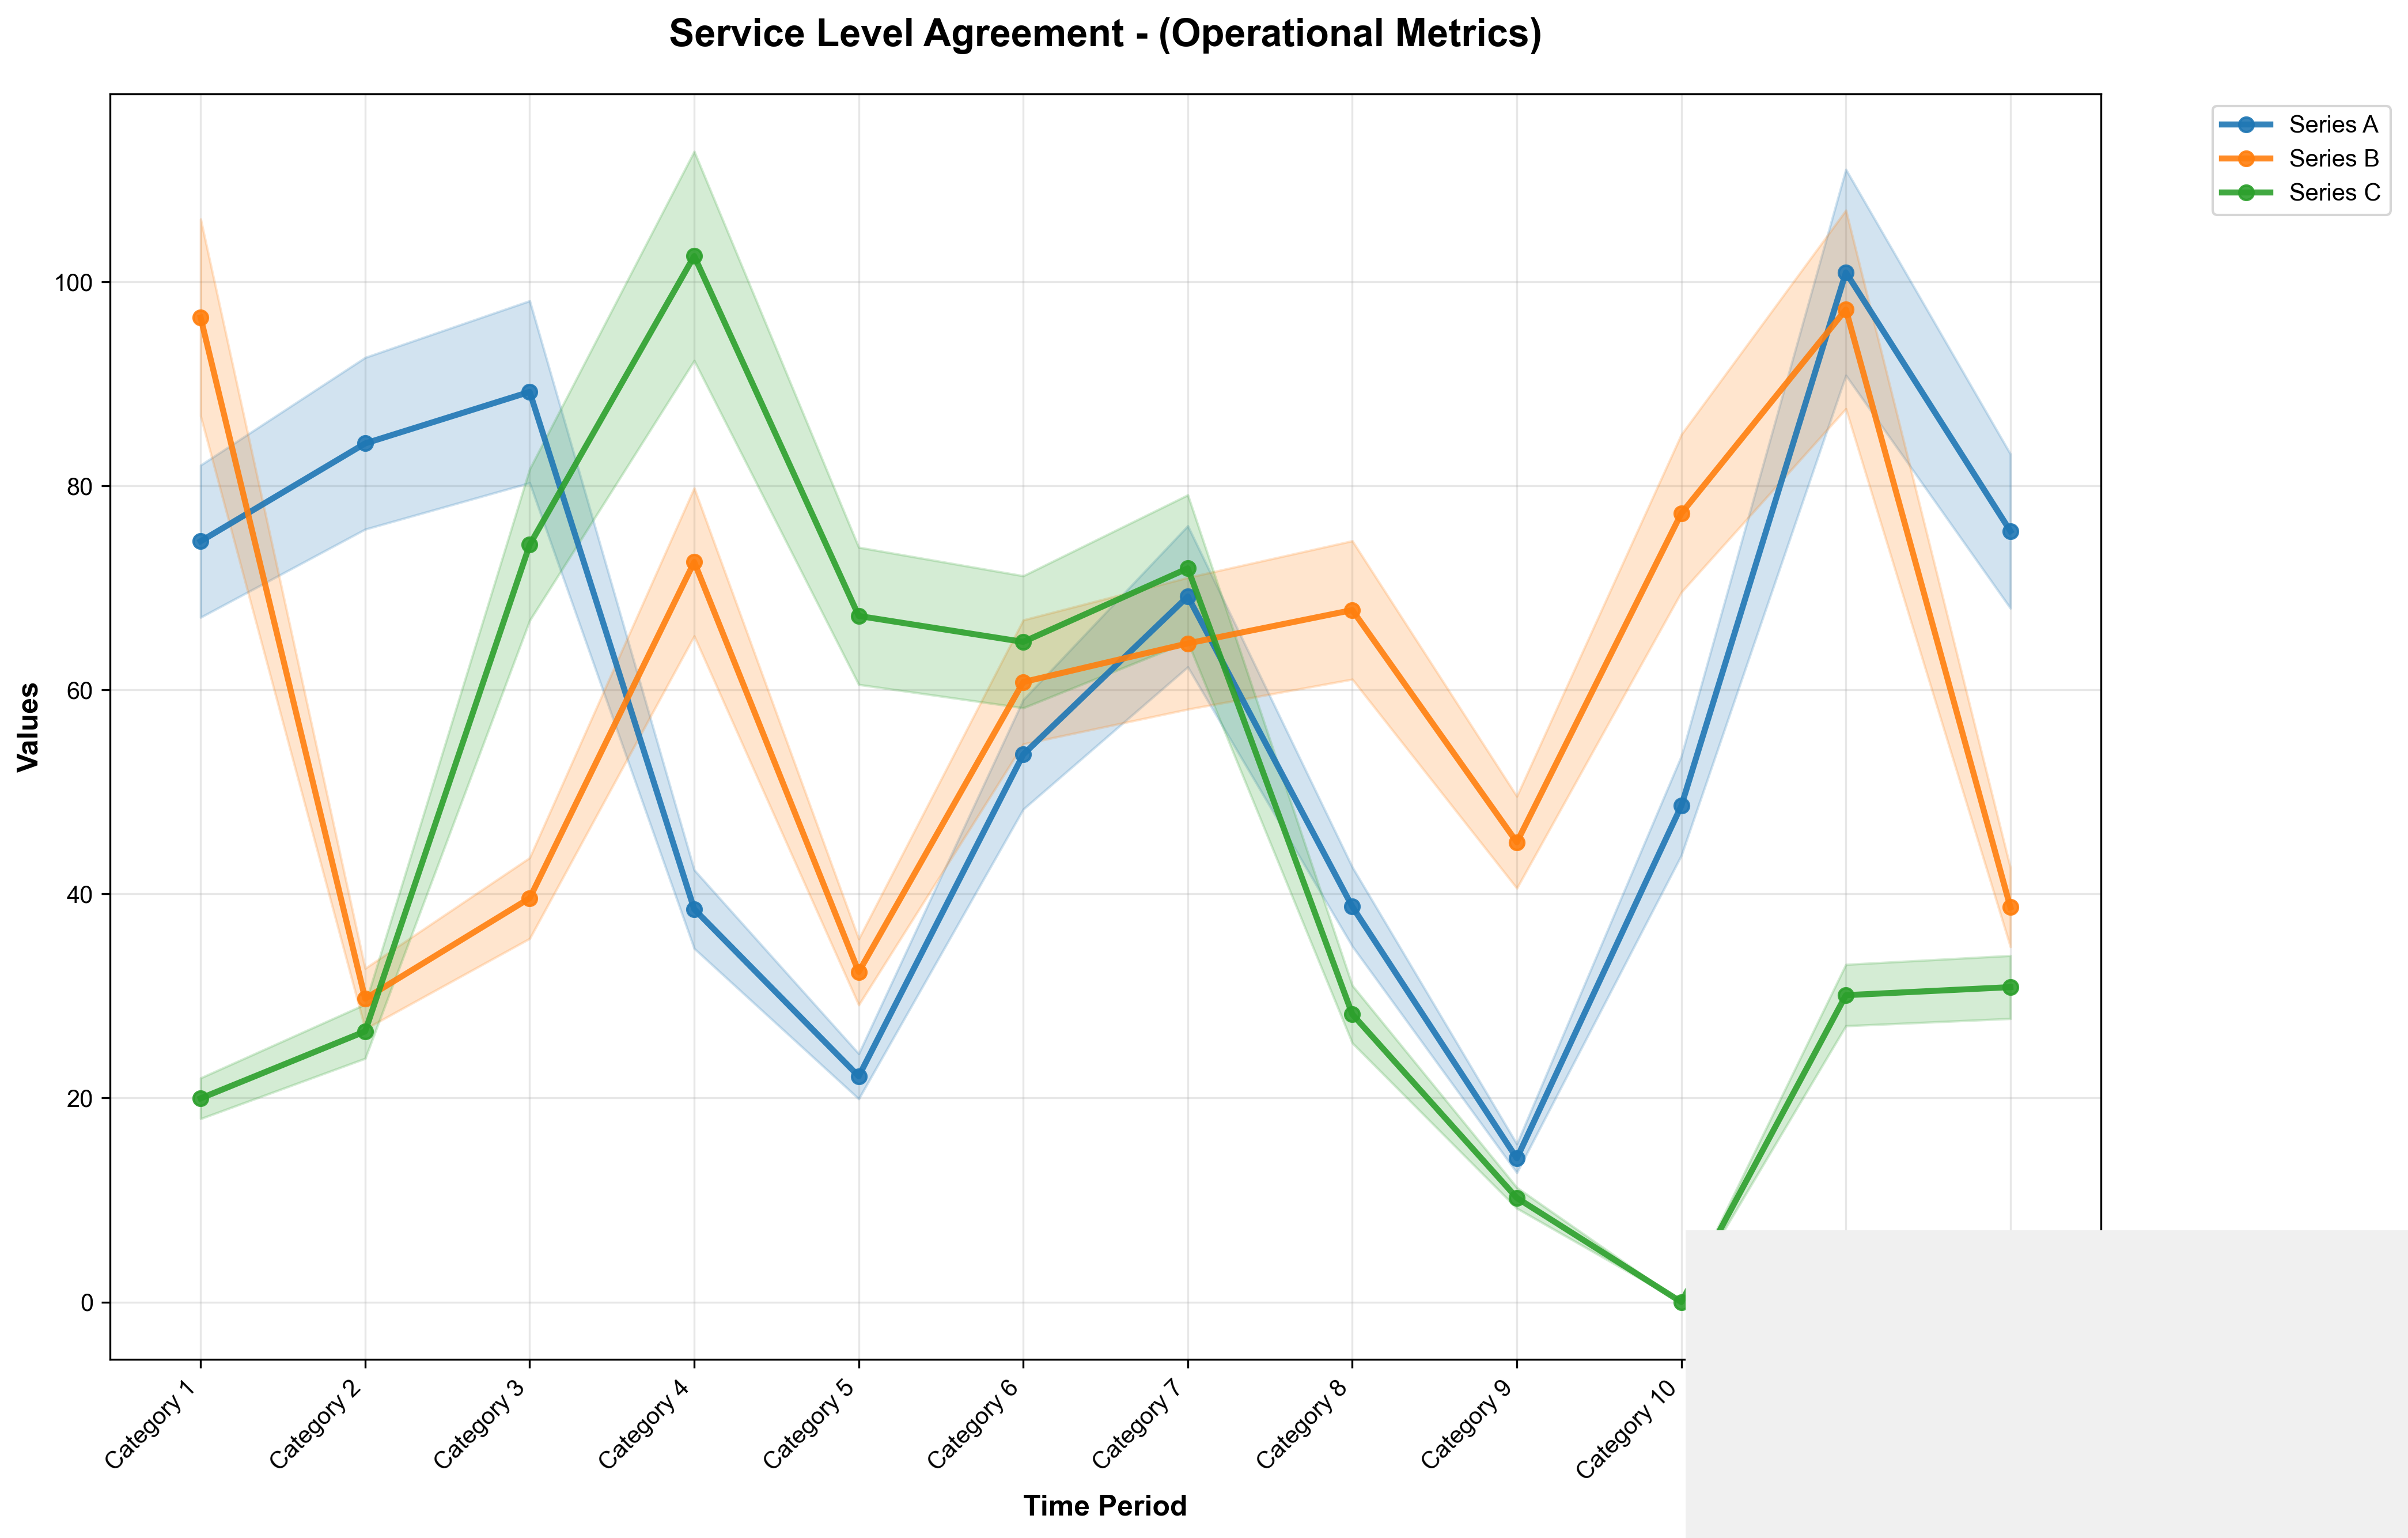 Service Level Agreement - (Operational Metrics)
Series A
Series B
Series C
Values
100
80
60
40
20
0
Category 1
Category 2
Category 3
Category 4
Category 5
Category 6
Category 7
Category 8
Category 9
Category 10
Time Period